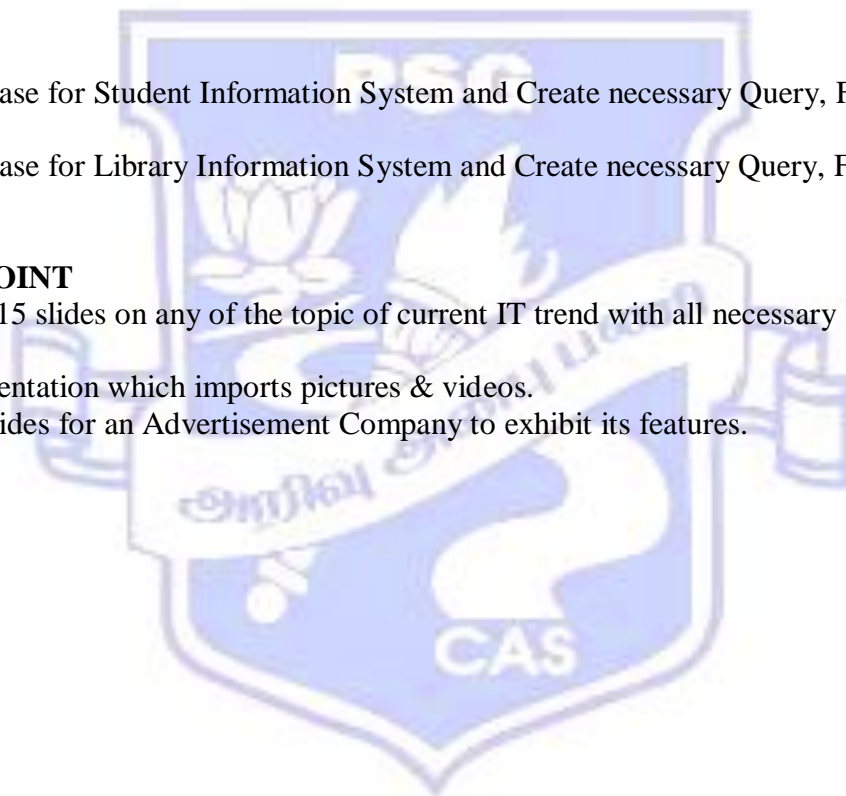 PSG
ase for Student Information System and Create necessary Query, F
ase for Library Information System and Create necessary Query, F
OINT
15 slides on any of the topic of current IT trend with all necessary
entation which imports pictures & videos.
ides for an Advertisement Company to exhibit its features.
அறிவு
CAS